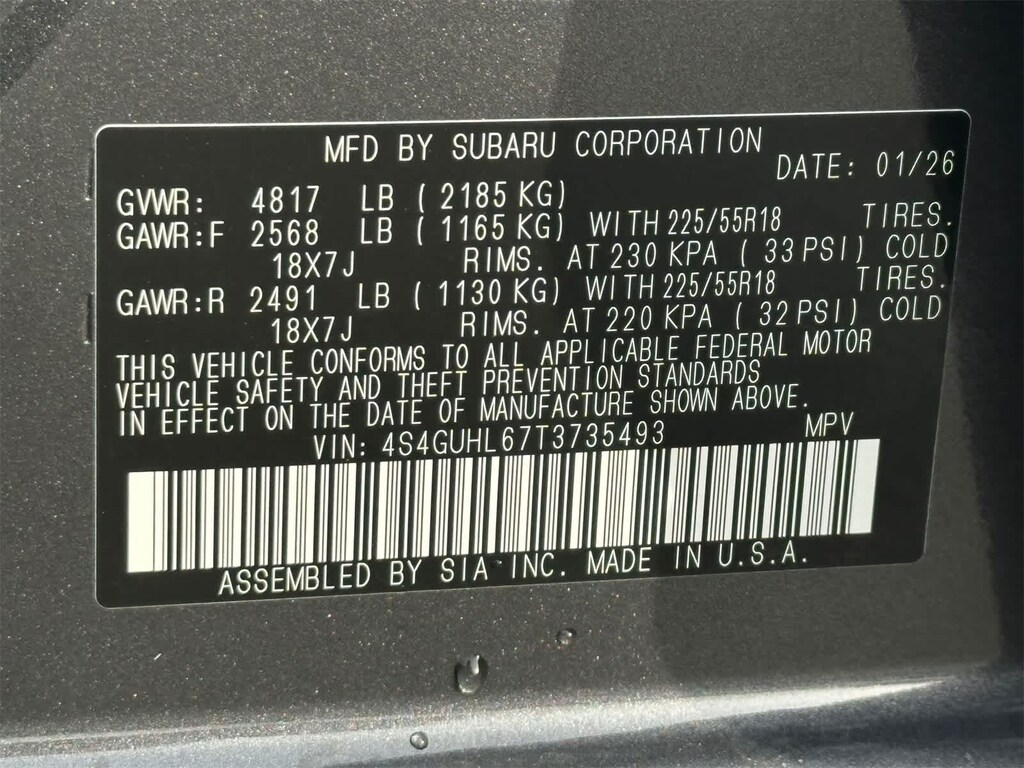 MFD BY SUBARU CORPORATION
DATE: 01/26
GVWR: 4817 LB ( 2185 KG)
GAWR:F 2568 LB ( 1165 KG) WITH 225/55R18 TIRES.
18X7J RIMS. AT 230 KPA ( 33 PSI) COLD
GAWR:R 2491 LB ( 1130 KG) WITH 225/55R18 TIRES.
18X7J RIMS. AT 220 KPA ( 32 PSI) COLD
THIS VEHICLE CONFORMS TO ALL APPLICABLE FEDERAL MOTOR
VEHICLE SAFETY AND THEFT PREVENTION STANDARDS
IN EFFECT ON THE DATE OF MANUFACTURE SHOWN ABOVE.
VIN: 4S4GUHL67T3735493 MPV
ASSEMBLED BY SIA INC. MADE IN U.S.A.